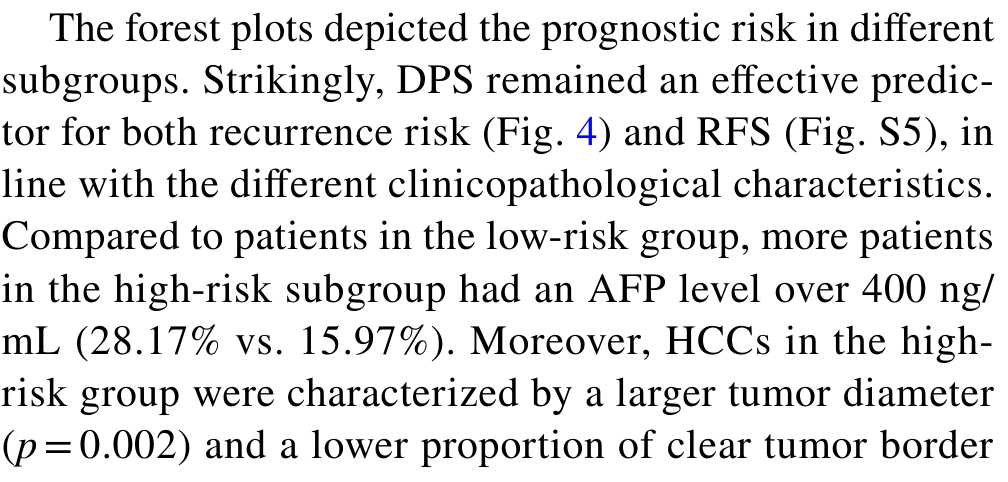 The forest plots depicted the prognostic risk in different
subgroups. Strikingly, DPS remained an effective predic-
tor for both recurrence risk (Fig. 4) and RFS (Fig. S5), in
line with the different clinicopathological characteristics.
Compared to patients in the low-risk group, more patients
in the high-risk subgroup had an AFP level over 400 ng/
mL (28.17% vs. 15.97%). Moreover, HCCs in the high-
risk group were characterized by a larger tumor diameter
(p = 0.002) and a lower proportion of clear tumor border